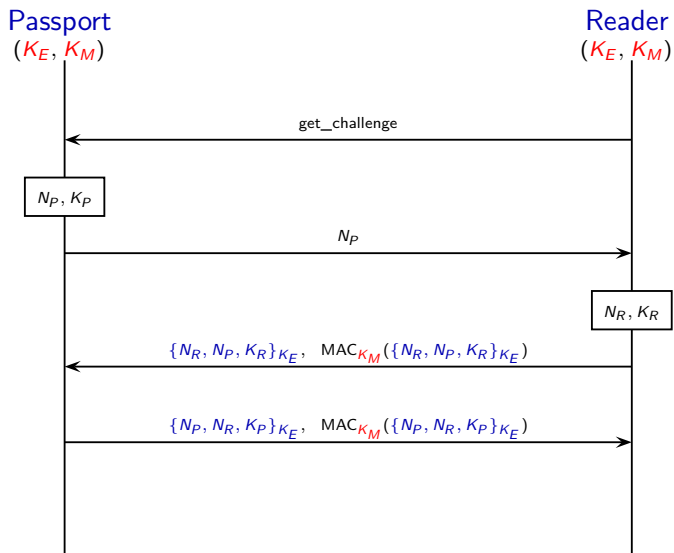 Passport Reader
(K_E, K_M) (K_E, K_M)
get_challenge
N_P, K_P
N_P
N_R, K_R
{N_R, N_P, K_R}_{K_E}, MAC_{K_M}({N_R, N_P, K_R}_{K_E})
{N_P, N_R, K_P}_{K_E}, MAC_{K_M}({N_P, N_R, K_P}_{K_E})